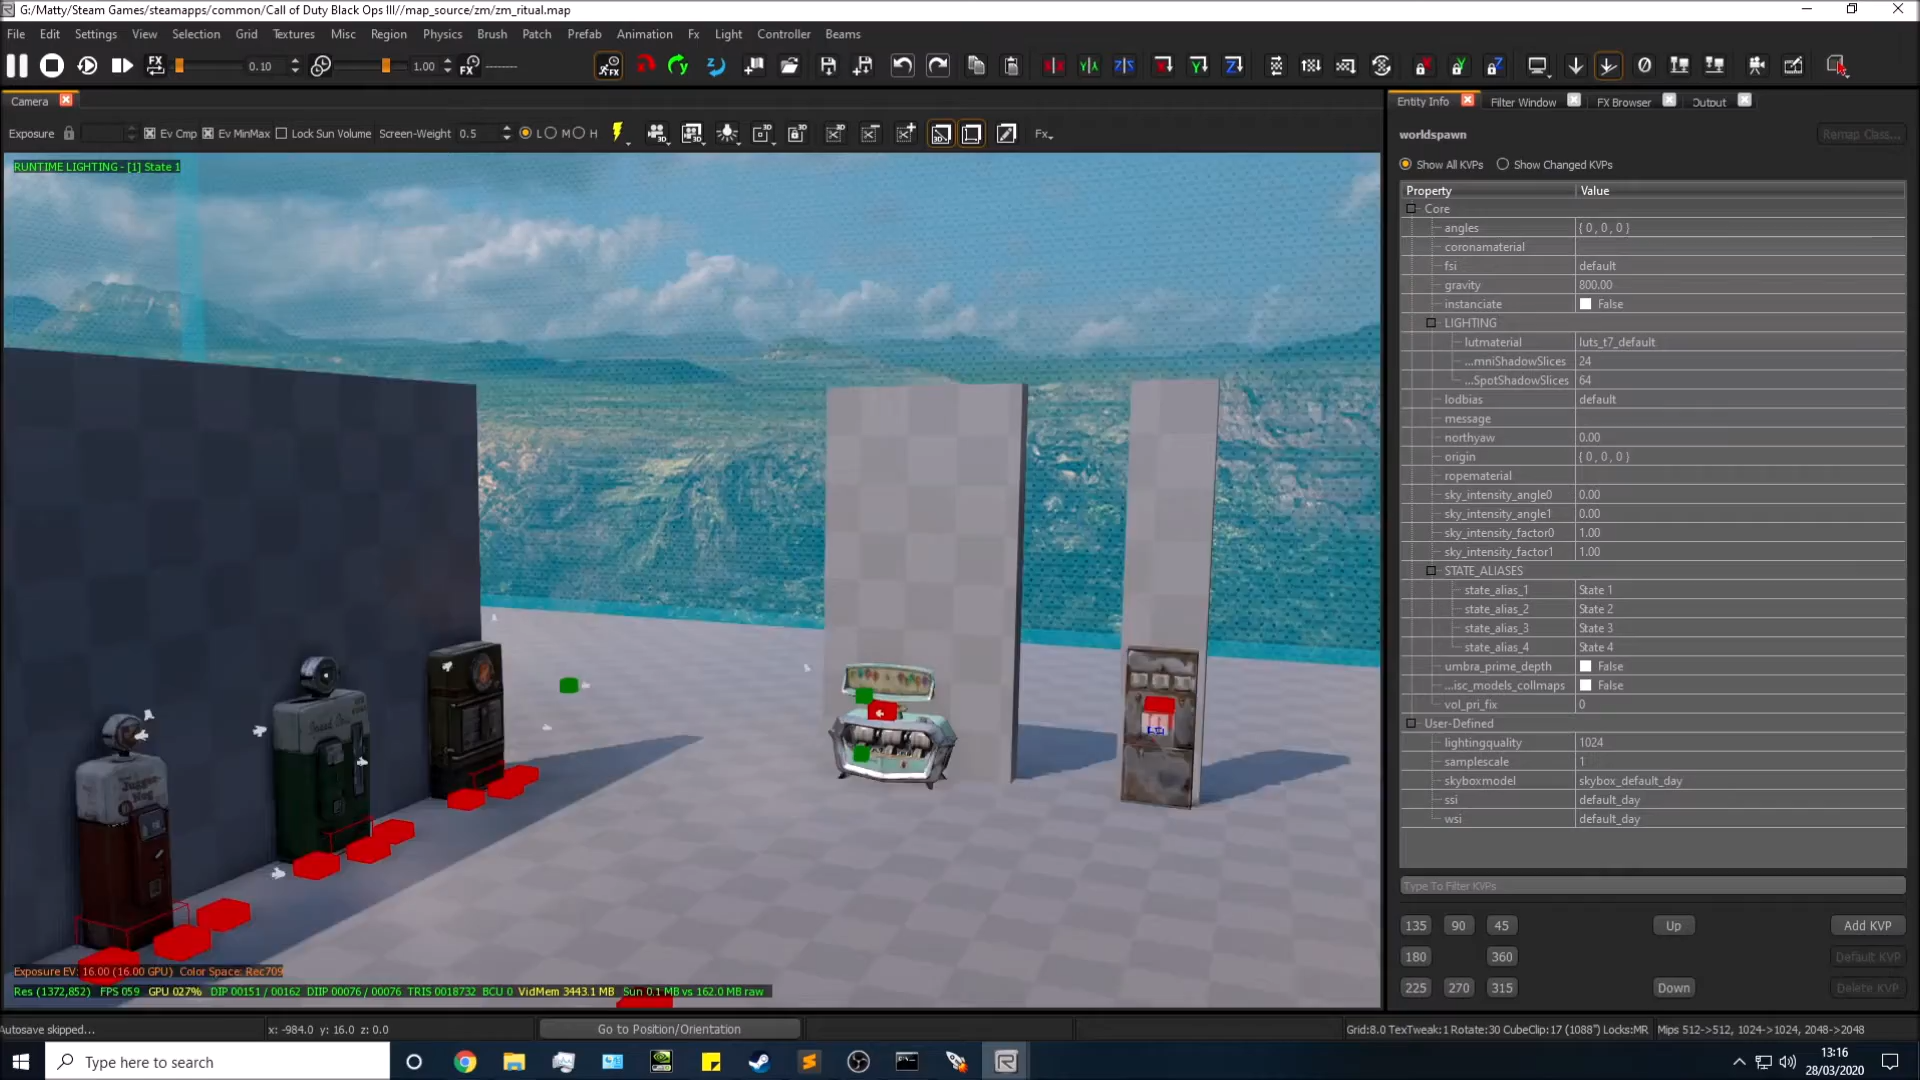 G:/Matty/Steam Games/steamapps/common/Call of Duty Black Ops III//map_source/zm/zm_ritual.map
File Edit Settings View Selection Grid Textures Misc Region Physics Brush Patch Prefab Animation Fx Light Controller Beams
FX 0.10 1.00 FX --------
Camera
Exposure Ev Cmp Ev MinMax Lock Sun Volume Screen-Weight 0.5 L M H Fx
RUNTIME LIGHTING - [1] State 1
Exposure EV: 16.00 (16.00 GPU) Color Space: Rec709
Res (1372,852) FPS 059 GPU 027% DIP 00151 / 00162 DIIP 00076 / 00076 TRIS 0018732 BCU 0 VidMem 3443.1 MB Sun 0.1 MB vs 162.0 MB raw
Entity Info Filter Window FX Browser Output
worldspawn Remap Class...
Show All KVPs Show Changed KVPs
Property Value
Core
angles { 0 , 0 , 0 }
coronamaterial
fsi default
gravity 800.00
instanciate False
LIGHTING
lutmaterial luts_t7_default
...mniShadowSlices 24
...SpotShadowSlices 64
lodbias default
message
northyaw 0.00
origin { 0 , 0 , 0 }
ropematerial
sky_intensity_angle0 0.00
sky_intensity_angle1 0.00
sky_intensity_factor0 1.00
sky_intensity_factor1 1.00
STATE_ALIASES
state_alias_1 State 1
state_alias_2 State 2
state_alias_3 State 3
state_alias_4 State 4
umbra_prime_depth False
...isc_models_collmaps False
vol_pri_fix 0
User-Defined
lightingquality 1024
samplescale 1
skyboxmodel skybox_default_day
ssi default_day
wsi default_day
Type To Filter KVPs
135 90 45 Up Add KVP
180 360 Default KVP
225 270 315 Down Delete KVP
Autosave skipped... x: -984.0 y: 16.0 z: 0.0 Go to Position/Orientation Grid:8.0 TexTweak:1 Rotate:30 CubeClip:17 (1088") Locks:MR Mips 512->512, 1024->1024, 2048->2048
Type here to search
13:16
28/03/2020